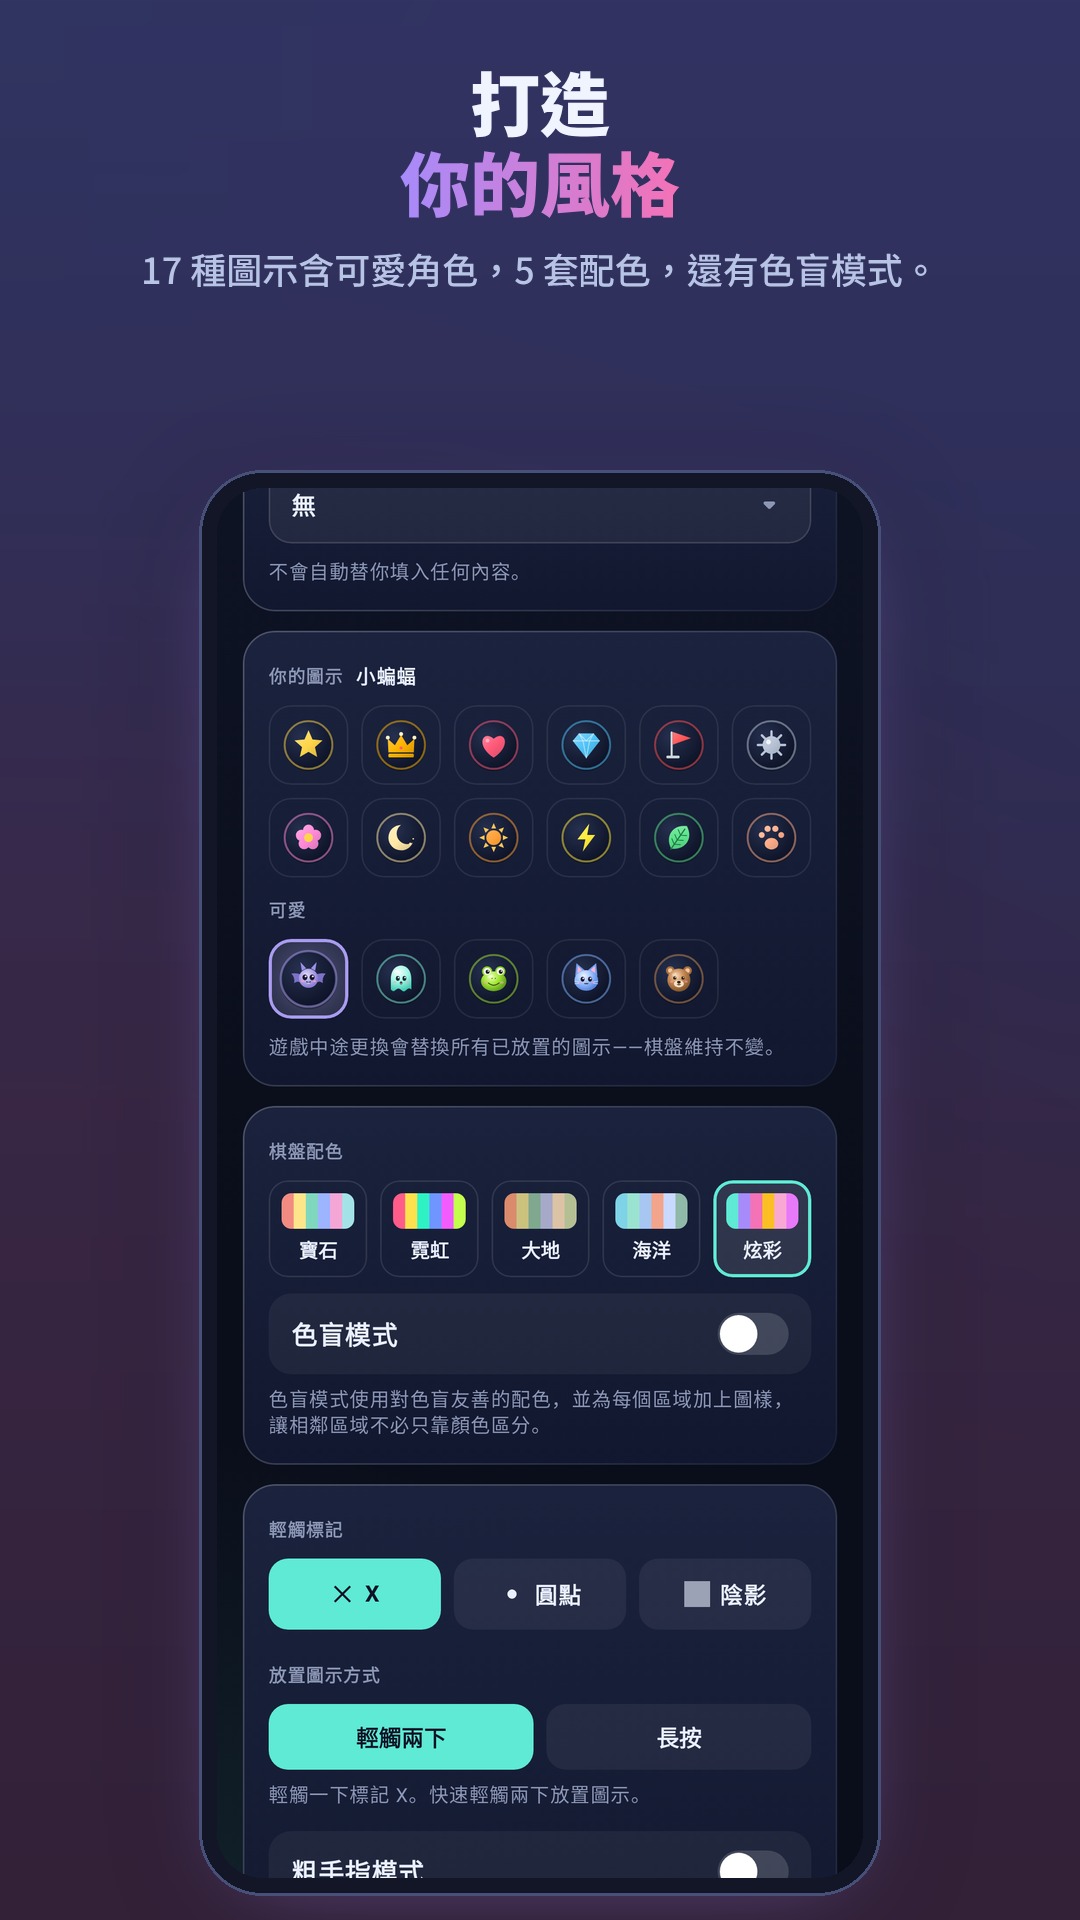 打造
你的風格
17 種圖示含可愛角色，5 套配色，還有色盲模式。
無
不會自動替你填入任何內容。
你的圖示 小蝙蝠
可愛
遊戲中途更換會替換所有已放置的圖示——棋盤維持不變。
棋盤配色
寶石 霓虹 大地 海洋 炫彩
色盲模式
色盲模式使用對色盲友善的配色，並為每個區域加上圖樣，
讓相鄰區域不必只靠顏色區分。
輕觸標記
X 圓點 陰影
放置圖示方式
輕觸兩下 長按
輕觸一下標記 X。快速輕觸兩下放置圖示。
粗手指模式